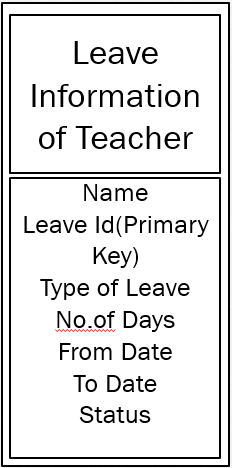 Leave
Information
of Teacher
Name
Leave Id(Primary
Key)
Type of Leave
No.of Days
From Date
To Date
Status